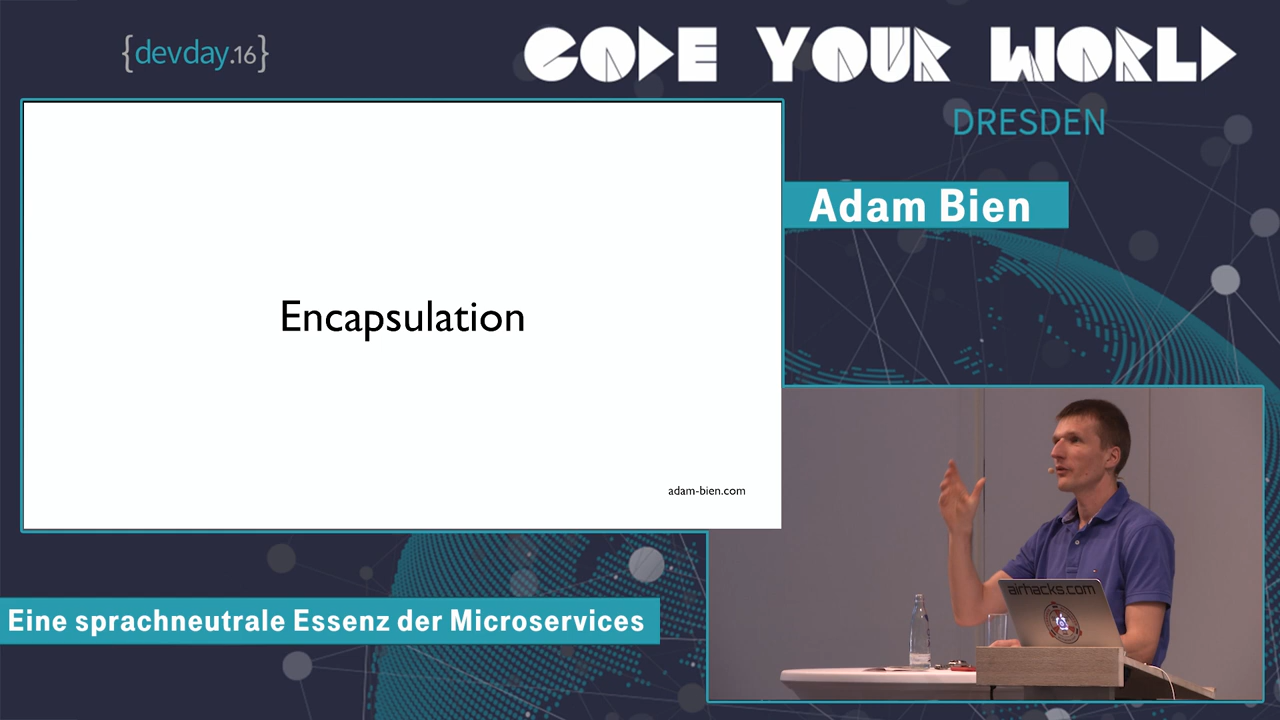 {devday.16}
CODE YOUR WORLD
DRESDEN
Adam Bien
Encapsulation
adam-bien.com
airhacks.com
Eine sprachneutrale Essenz der Microservices